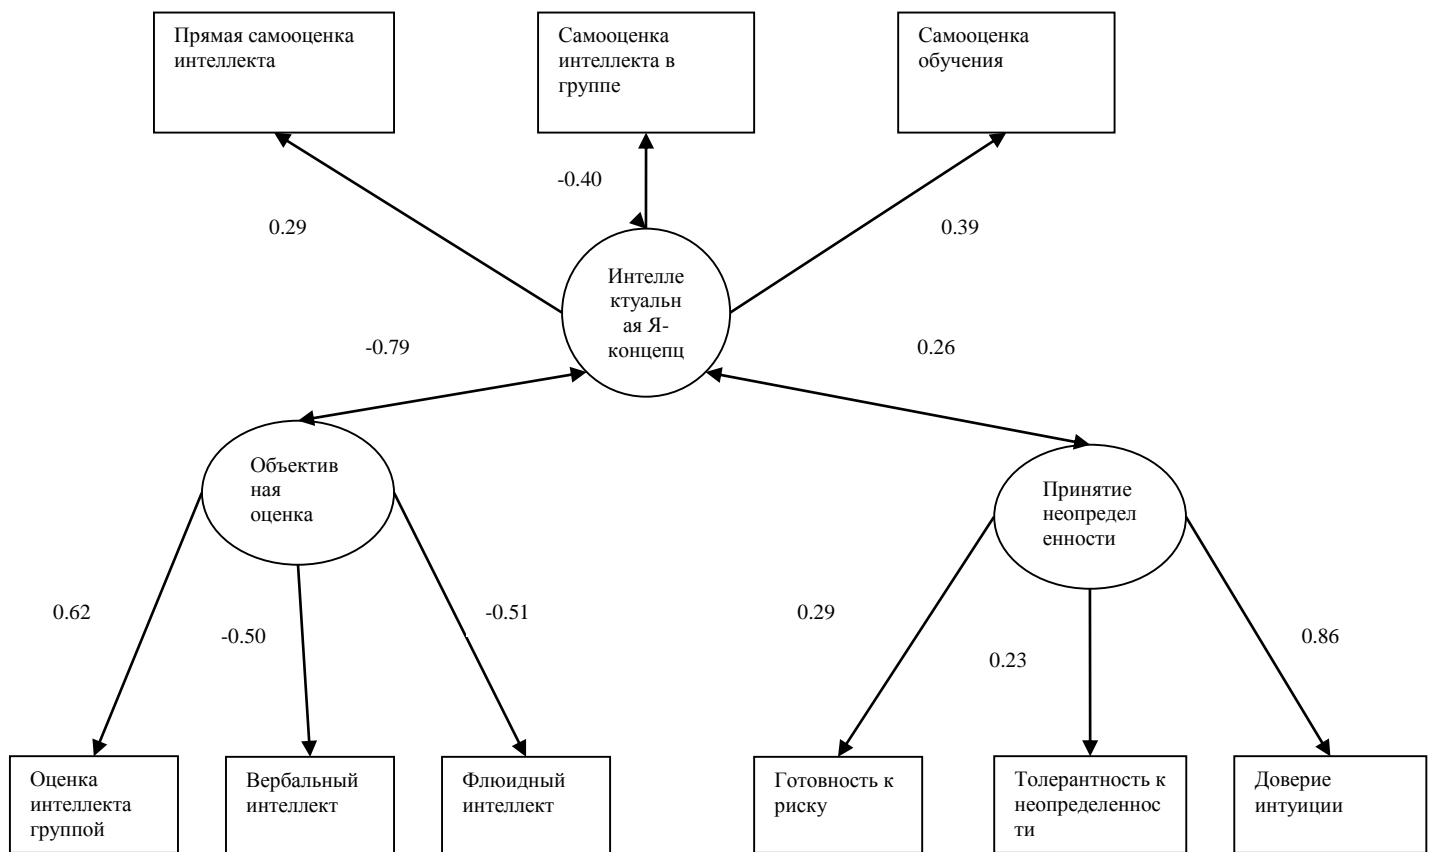 Прямая самооценка
интеллекта
Самооценка
интеллекта в
группе
Самооценка
обучения
-0.40
0.29
0.39
Интелле
ктуальн
ая Я-
концепц
-0.79
0.26
Объектив
ная
оценка
Принятие
неопредел
енности
0.62
-0.50
-0.51
0.29
0.23
0.86
Оценка
интеллекта
группой
Вербальный
интеллект
Флюидный
интеллект
Готовность к
риску
Толерантность к
неопределеннос
ти
Доверие
интуиции